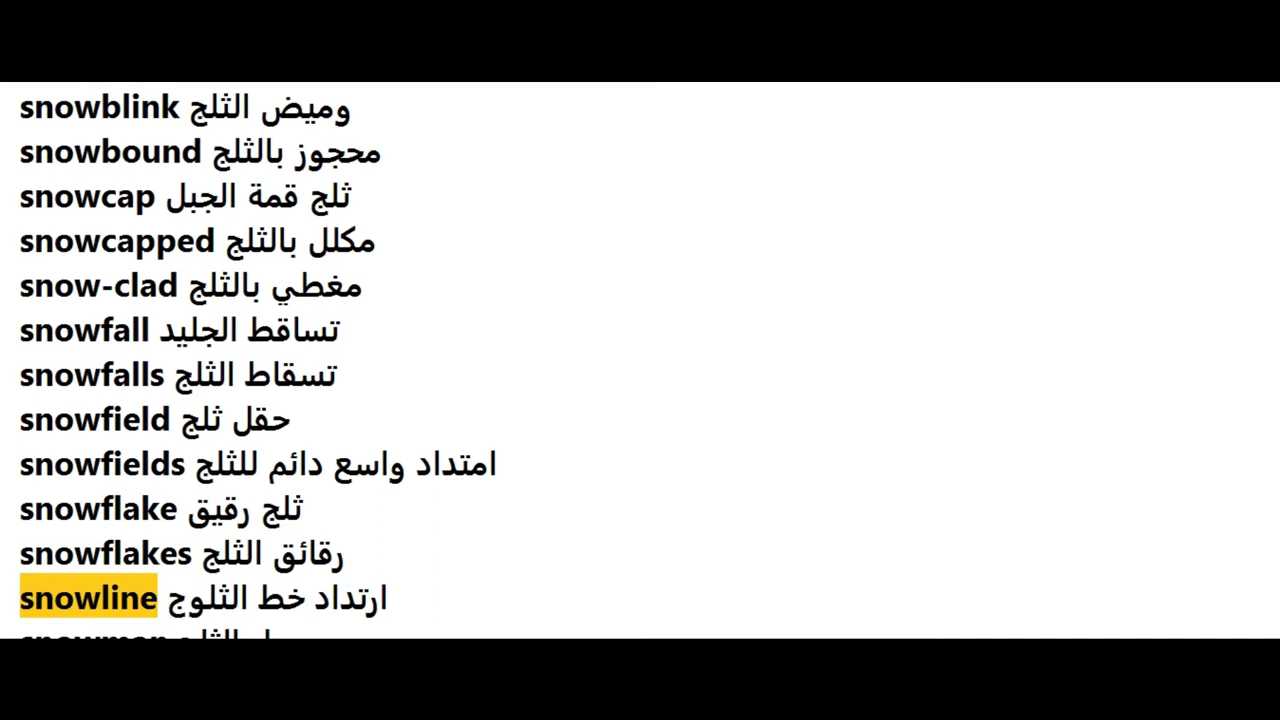 snowblink وميض الثلج
snowbound محجوز بالثلج
snowcap ثلج قمة الجبل
snowcapped مكلل بالثلج
snow-clad مغطي بالثلج
snowfall تساقط الجليد
snowfalls تسقاط الثلج
snowfield حقل ثلج
snowfields امتداد واسع دائم للثلج
snowflake ثلج رقيق
snowflakes رقائق الثلج
snowline ارتداد خط الثلوج